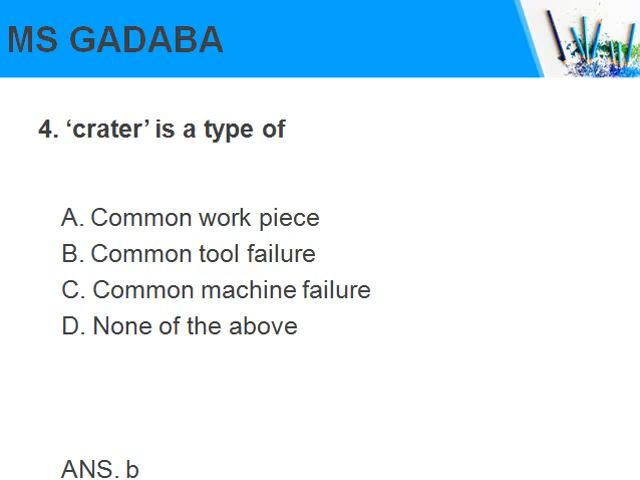 MS GADABA
4. ‘crater’ is a type of
A. Common work piece
B. Common tool failure
C. Common machine failure
D. None of the above
ANS. b